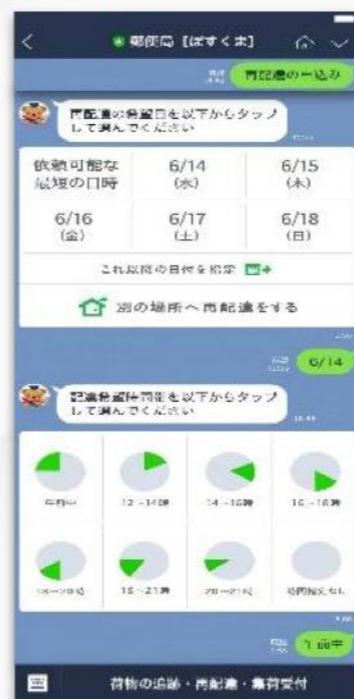 郵便局 [ぽすくま]
再配達の申込み
再配達の希望日を以下からタップ
して選んでください
依頼可能な
最短の日時
6/14
(水)
6/15
(木)
6/16
(金)
6/17
(土)
6/18
(日)
これ以降の日付を指定
別の場所へ再配達をする
6/14
配達希望時間帯を以下からタップ
して選んでください
午前中
12~14時
14~16時
16~18時
18~20時
19~21時
20~21時
時間指定なし
午前中
荷物の追跡・再配達・集荷受付